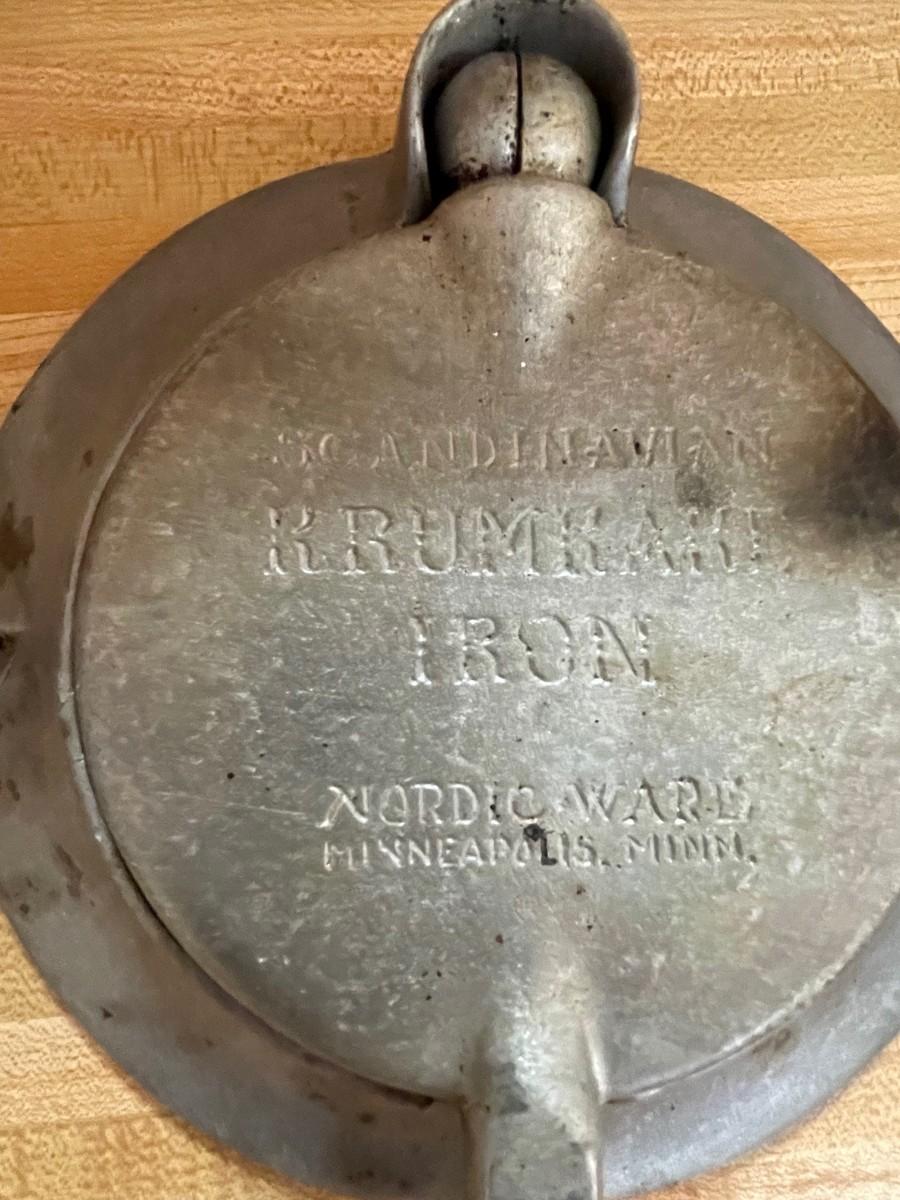 SCANDINAVIAN
KRUMKAKE
IRON
NORDIC WARE
MINNEAPOLIS, MINN.